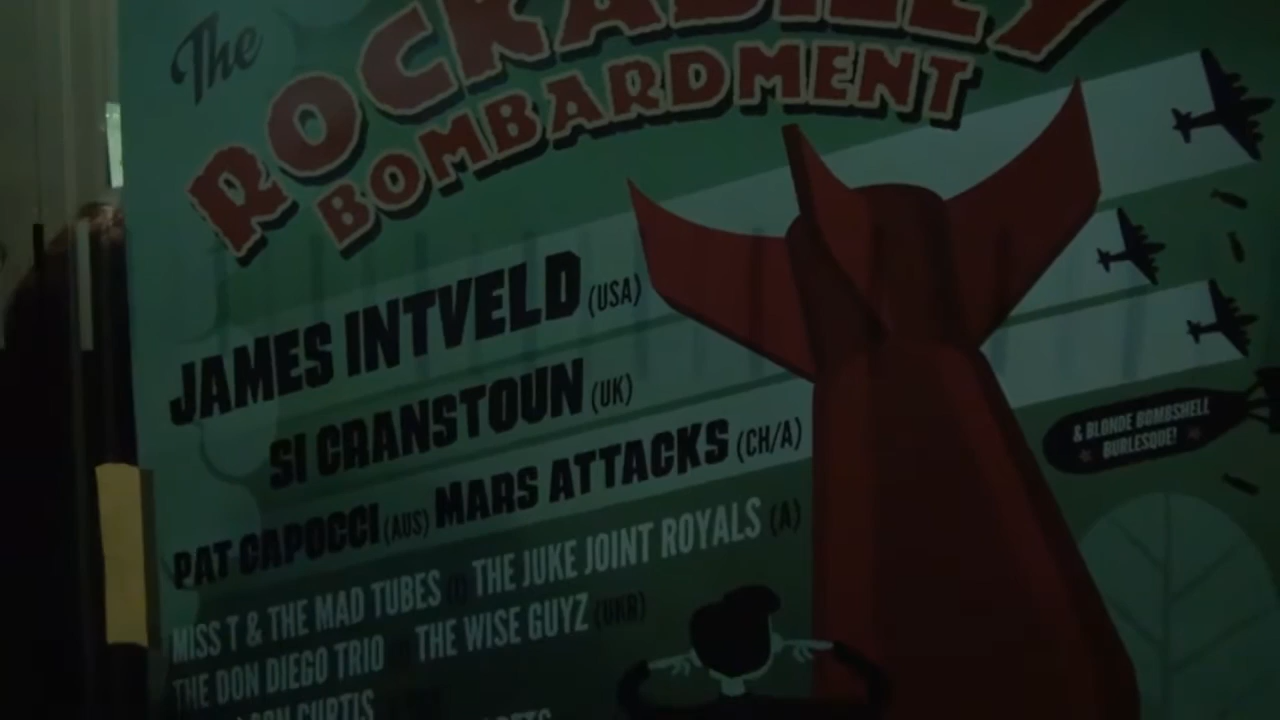 The
ROCKABILLY
BOMBARDMENT
JAMES INTVELD (USA)
SI CRANSTOUN (UK)
PAT CAPOCCI (AUS) MARS ATTACKS (CH/A)
& BLONDE BOMBSHELL
BURLESQUE!
MISS T & THE MAD TUBES (D) THE JUKE JOINT ROYALS (A)
THE DON DIEGO TRIO THE WISE GUYZ (UKR)
CURTIS